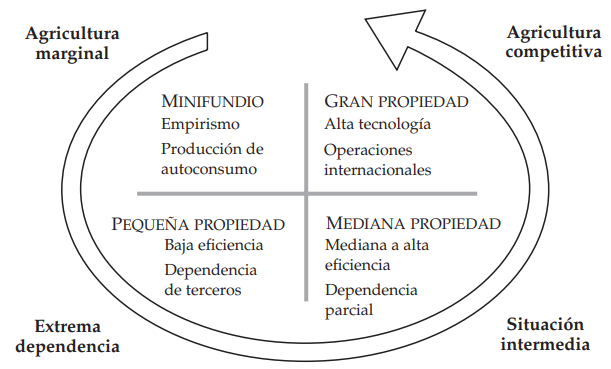 Agricultura
marginal
Agricultura
competitiva
MINIFUNDIO
Empirismo
Producción de
autoconsumo
GRAN PROPIEDAD
Alta tecnología
Operaciones
internacionales
PEQUEÑA PROPIEDAD
Baja eficiencia
Dependencia
de terceros
MEDIANA PROPIEDAD
Mediana a alta
eficiencia
Dependencia
parcial
Extrema
dependencia
Situación
intermedia